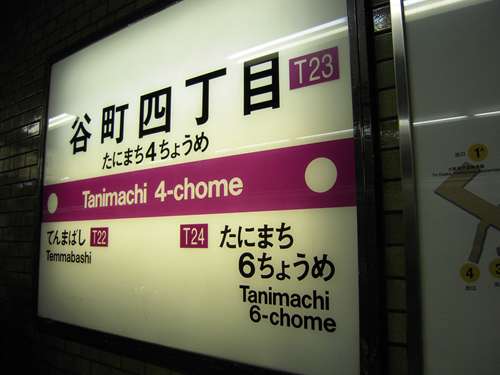 谷町四丁目 T23
たにまち4ちょうめ
Tanimachi 4-chome
てんまばし T22
Temmabashi
T24 たにまち
6ちょうめ
Tanimachi
6-chome
1
4